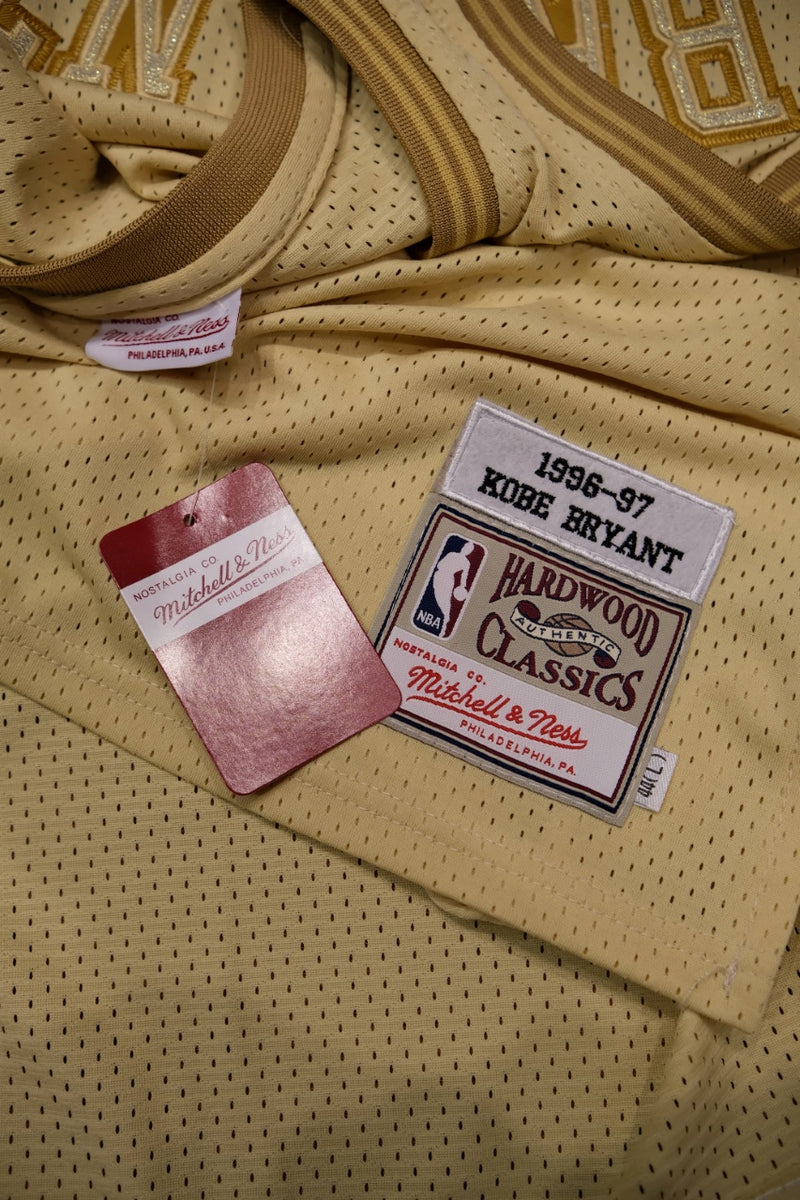 NOSTALGIA CO.
Mitchell & Ness
PHILADELPHIA, PA. U.S.A.
NOSTALGIA CO.
Mitchell & Ness
PHILADELPHIA, PA
1996-97
KOBE BRYANT
NBA
HARDWOOD
AUTHENTIC
CLASSICS
NOSTALGIA CO.
Mitchell & Ness
PHILADELPHIA, PA.
44(L)